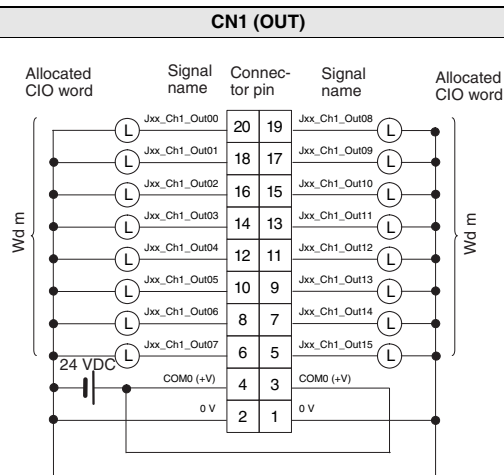 CN1 (OUT)
Allocated CIO word
Signal name
Connec-tor pin
Signal name
Allocated CIO word
L Jxx_Ch1_Out00 20 19 Jxx_Ch1_Out08 L
L Jxx_Ch1_Out01 18 17 Jxx_Ch1_Out09 L
L Jxx_Ch1_Out02 16 15 Jxx_Ch1_Out10 L
L Jxx_Ch1_Out03 14 13 Jxx_Ch1_Out11 L
Wd m
Wd m
L Jxx_Ch1_Out04 12 11 Jxx_Ch1_Out12 L
L Jxx_Ch1_Out05 10 9 Jxx_Ch1_Out13 L
L Jxx_Ch1_Out06 8 7 Jxx_Ch1_Out14 L
L Jxx_Ch1_Out07 6 5 Jxx_Ch1_Out15 L
24 VDC
COM0 (+V) 4 3 COM0 (+V)
0 V 2 1 0 V